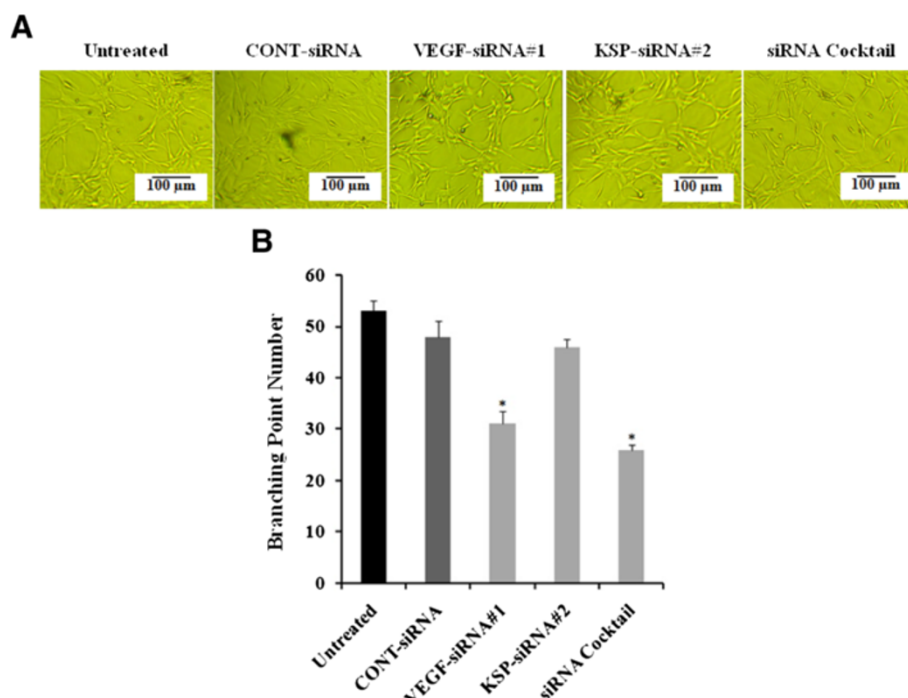 A
Untreated CONT-siRNA VEGF-siRNA#1 KSP-siRNA#2 siRNA Cocktail
100 µm 100 µm 100 µm 100 µm 100 µm
B
Branching Point Number
60
50
40
30
20
10
0
* *
Untreated CONT-siRNA VEGF-siRNA#1 KSP-siRNA#2 siRNA Cocktail